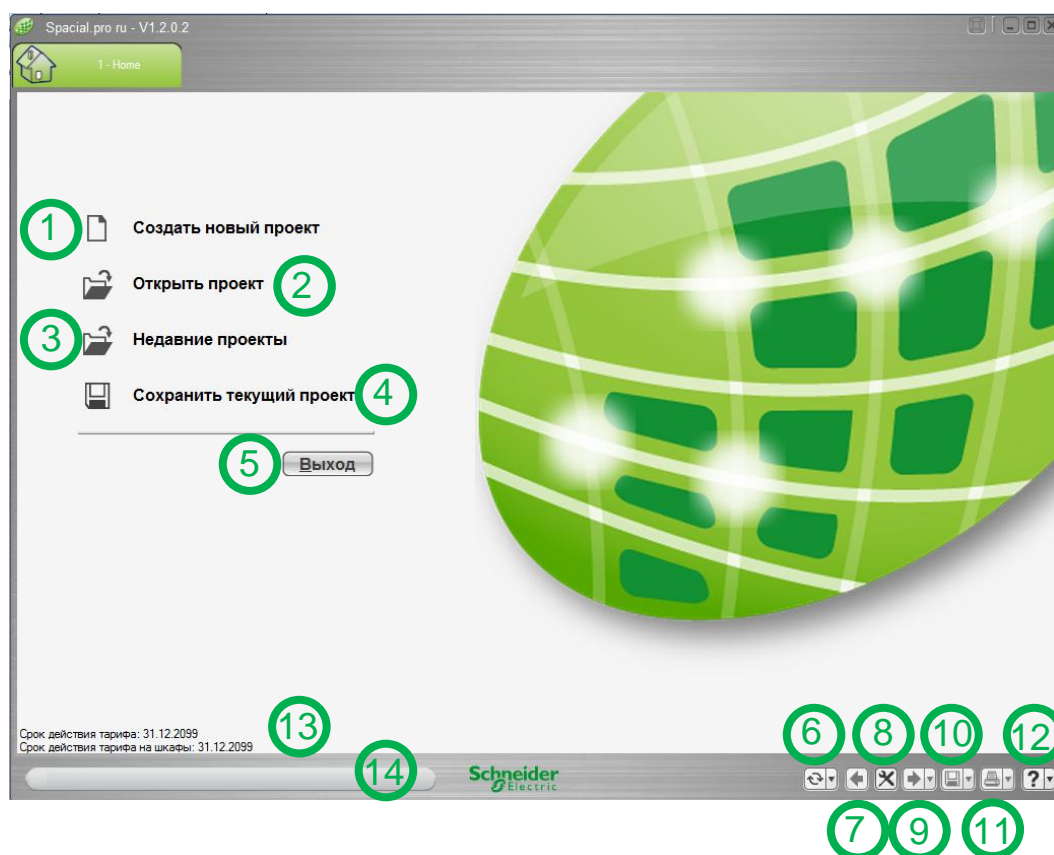 Spacial.pro ru - V1.2.0.2
1 - Home
1 Создать новый проект
Открыть проект 2
3 Недавние проекты
Сохранить текущий проект 4
5 Выход
13
Срок действия тарифа: 31.12.2099
Срок действия тарифа на шкафы: 31.12.2099
6 8 10 12
14
Schneider
Electric
?
7 9 11